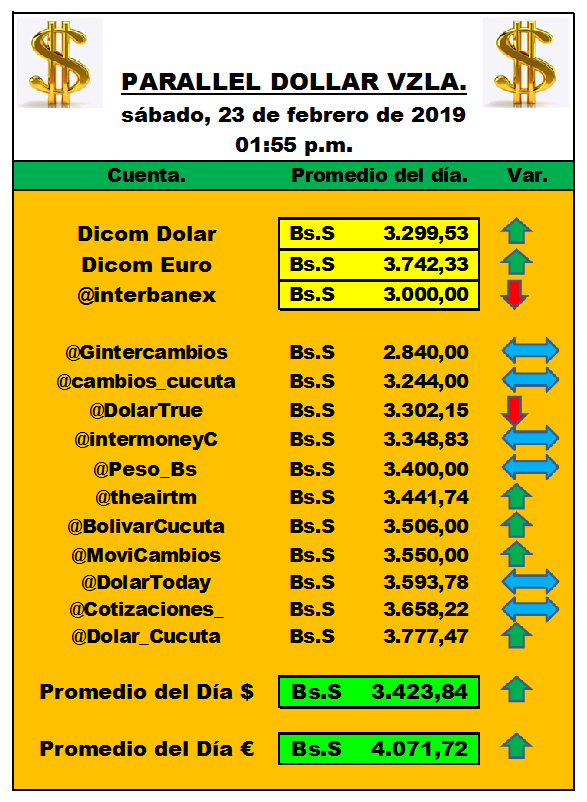 PARALLEL DOLLAR VZLA.
sábado, 23 de febrero de 2019
01:55 p.m.
Cuenta. Promedio del día. Var.
Dicom Dolar Bs.S 3.299,53
Dicom Euro Bs.S 3.742,33
@interbanex Bs.S 3.000,00
@Gintercambios Bs.S 2.840,00
@cambios_cucuta Bs.S 3.244,00
@DolarTrue Bs.S 3.302,15
@intermoneyC Bs.S 3.348,83
@Peso_Bs Bs.S 3.400,00
@theairtm Bs.S 3.441,74
@BolivarCucuta Bs.S 3.506,00
@MoviCambios Bs.S 3.550,00
@DolarToday Bs.S 3.593,78
@Cotizaciones_ Bs.S 3.658,22
@Dolar_Cucuta Bs.S 3.777,47
Promedio del Día $ Bs.S 3.423,84
Promedio del Día € Bs.S 4.071,72